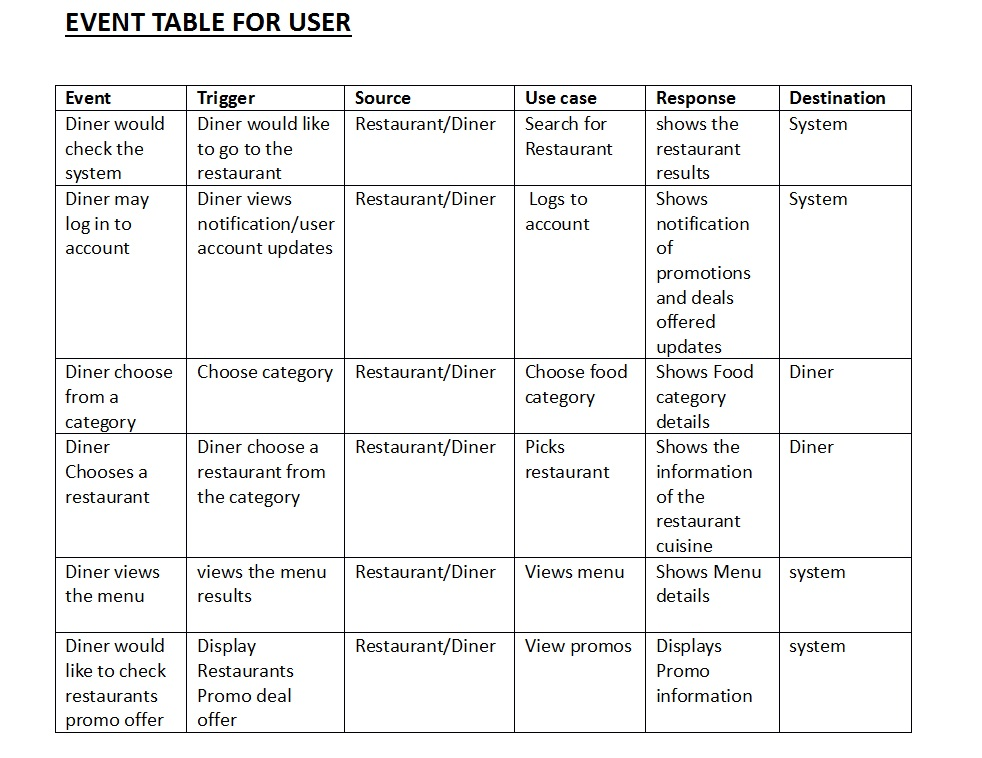 EVENT TABLE FOR USER
Event Trigger Source Use case Response Destination
Diner would check the system Diner would like to go to the restaurant Restaurant/Diner Search for Restaurant shows the restaurant results System
Diner may log in to account Diner views notification/user account updates Restaurant/Diner Logs to account Shows notification of promotions and deals offered updates System
Diner choose from a category Choose category Restaurant/Diner Choose food category Shows Food category details Diner
Diner Chooses a restaurant Diner choose a restaurant from the category Restaurant/Diner Picks restaurant Shows the information of the restaurant cuisine Diner
Diner views the menu views the menu results Restaurant/Diner Views menu Shows Menu details system
Diner would like to check restaurants promo offer Display Restaurants Promo deal offer Restaurant/Diner View promos Displays Promo information system